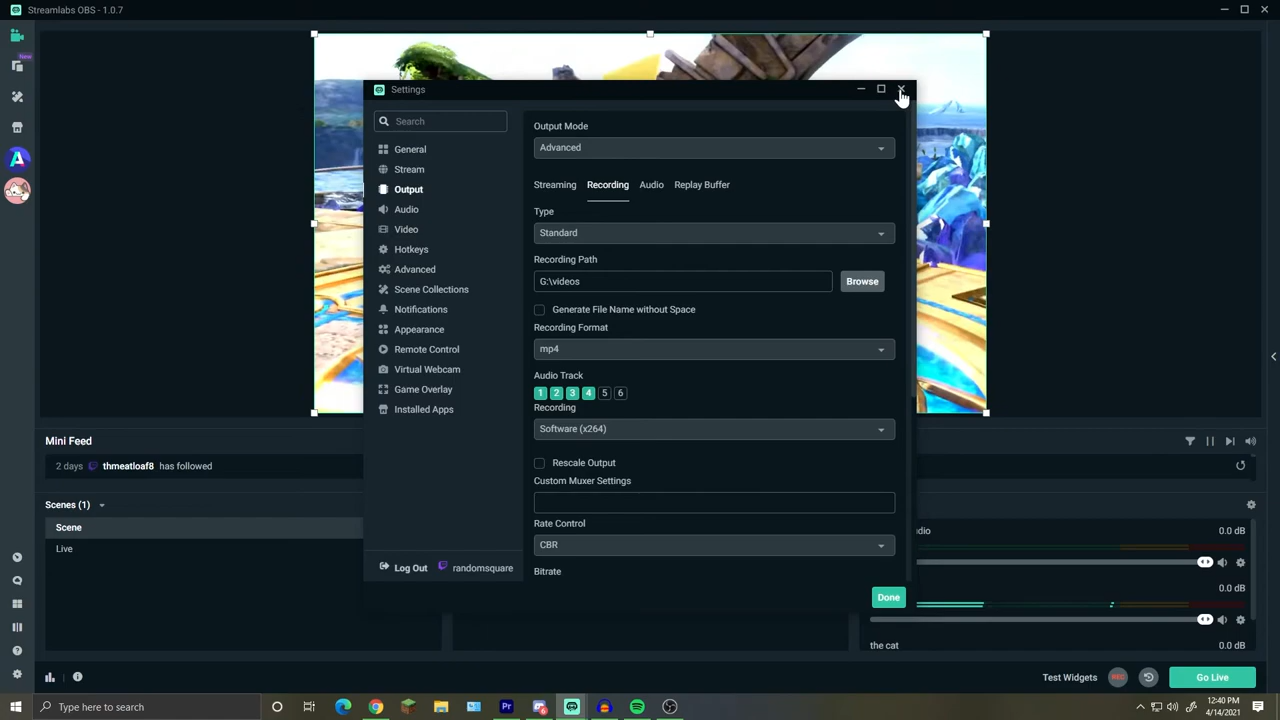 Streamlabs OBS - 1.0.7
New
Settings
Search
General
Stream
Output
Audio
Video
Hotkeys
Advanced
Scene Collections
Notifications
Appearance
Remote Control
Virtual Webcam
Game Overlay
Installed Apps
Log Out randomsquare
Output Mode
Advanced
Streaming Recording Audio Replay Buffer
Type
Standard
Recording Path
G:\videos Browse
Generate File Name without Space
Recording Format
mp4
Audio Track
1 2 3 4 5 6
Recording
Software (x264)
Rescale Output
Custom Muxer Settings
Rate Control
CBR
Bitrate
Done
Mini Feed
2 days thmeatloaf8 has followed
Scenes (1)
Scene
Live
0.0 dB
0.0 dB
the cat 0.0 dB
Test Widgets REC Go Live
Type here to search
Pr
12:40 PM
4/14/2021